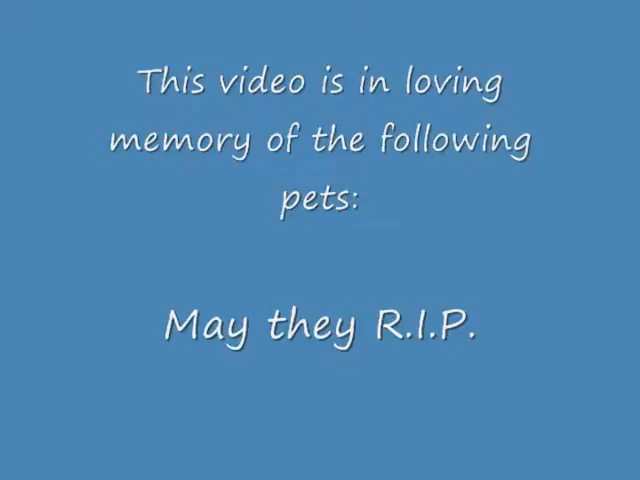 This video is in loving
memory of the following
pets:
May they R.I.P.